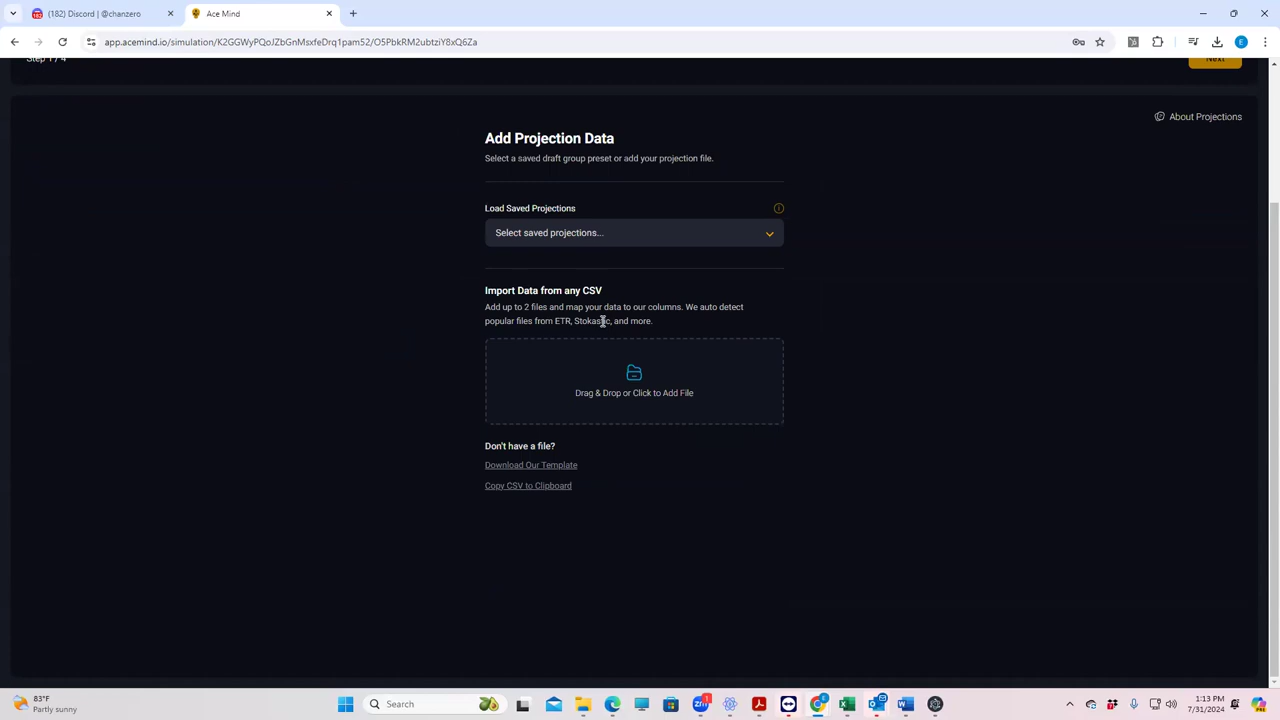 (182) Discord | @chanzero
Ace Mind
app.acemind.io/simulation/K2GGWyPQoJZbGnMsxfeDrq1pam52/O5PbkRM2ubtziY8xQ6Za
E
Step 1 / 4
Next
About Projections
Add Projection Data
Select a saved draft group preset or add your projection file.
Load Saved Projections
Select saved projections...
Import Data from any CSV
Add up to 2 files and map your data to our columns. We auto detect
popular files from ETR, Stokastic, and more.
Drag & Drop or Click to Add File
Don't have a file?
Download Our Template
Copy CSV to Clipboard
83°F
Partly sunny
Search
1:13 PM
7/31/2024